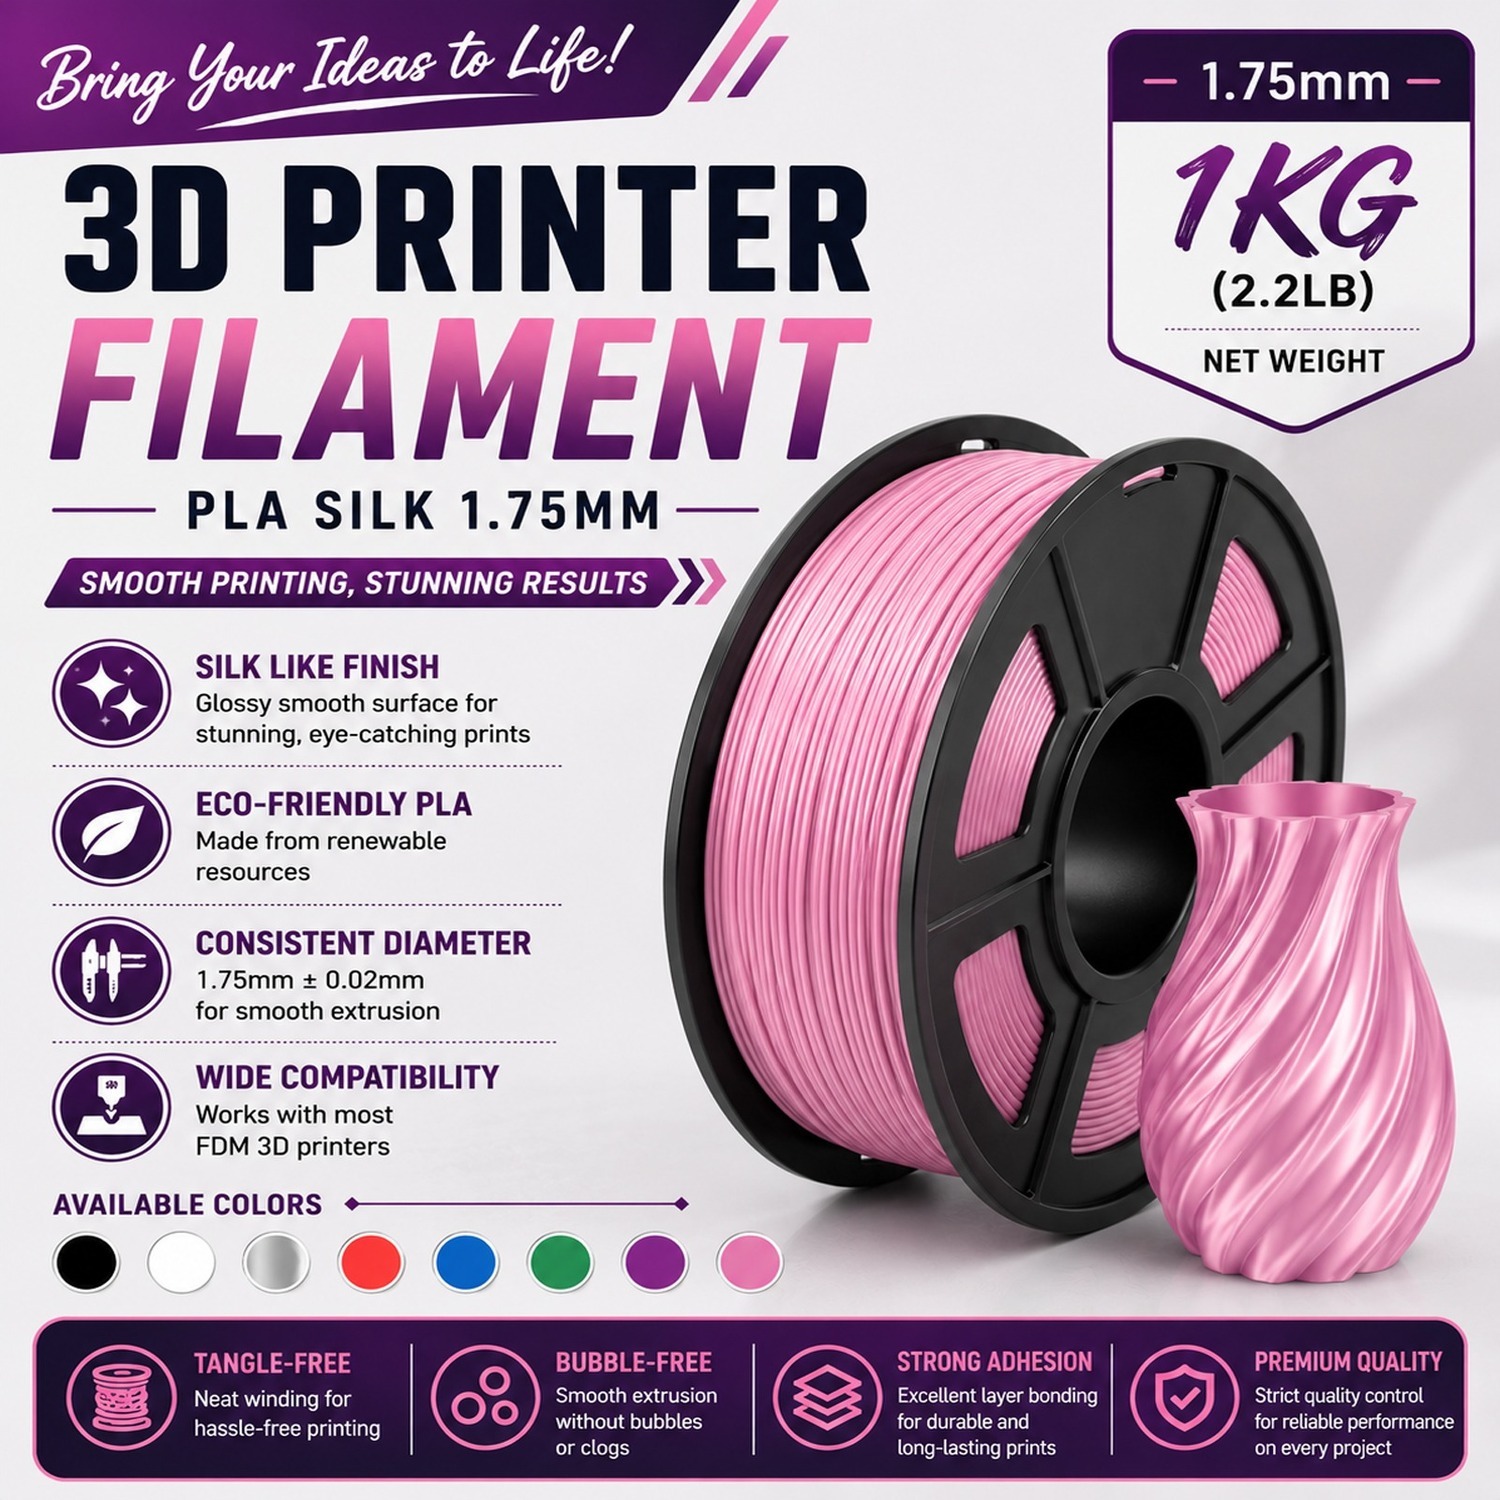 Bring Your Ideas to Life!
3D PRINTER
FILAMENT
PLA SILK 1.75MM
SMOOTH PRINTING, STUNNING RESULTS
1.75mm
1KG
(2.2LB)
NET WEIGHT
SILK LIKE FINISH
Glossy smooth surface for
stunning, eye-catching prints
ECO-FRIENDLY PLA
Made from renewable
resources
CONSISTENT DIAMETER
1.75mm ± 0.02mm
for smooth extrusion
WIDE COMPATIBILITY
Works with most
FDM 3D printers
AVAILABLE COLORS
TANGLE-FREE
Neat winding for
hassle-free printing
BUBBLE-FREE
Smooth extrusion
without bubbles
or clogs
STRONG ADHESION
Excellent layer bonding
for durable and
long-lasting prints
PREMIUM QUALITY
Strict quality control
for reliable performance
on every project